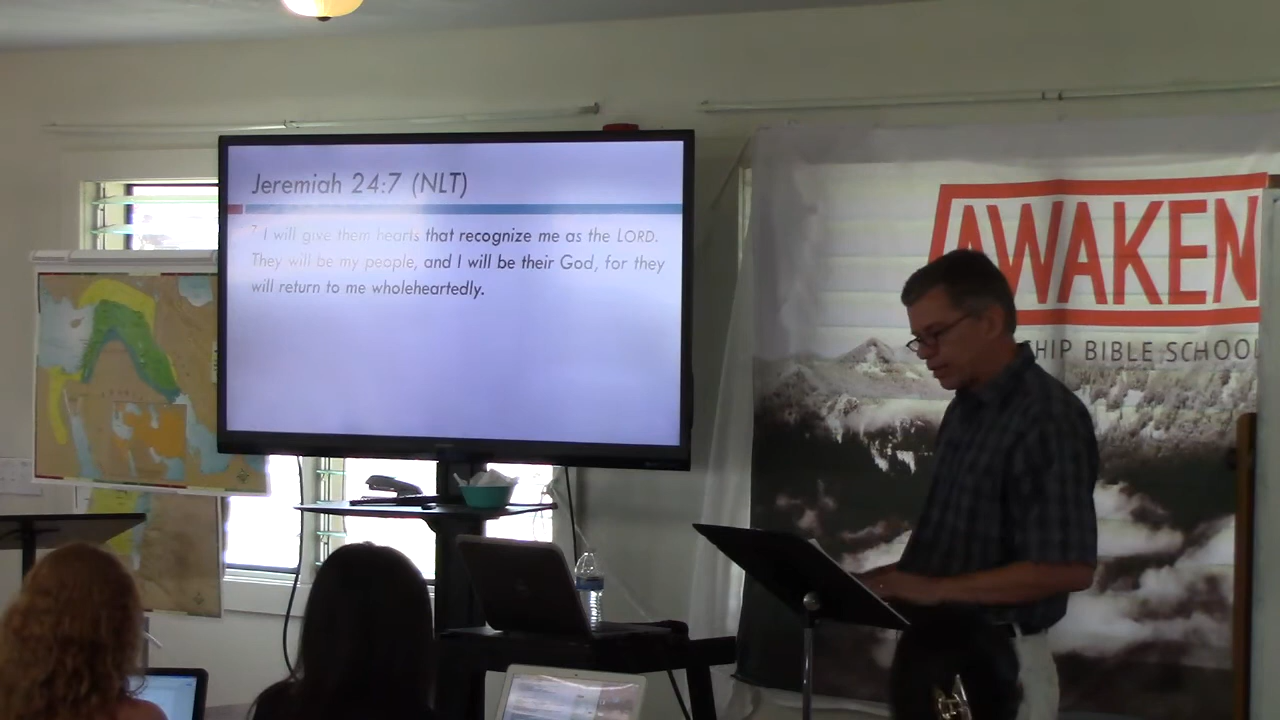 Jeremiah 24:7 (NLT)
7 I will give them hearts that recognize me as the LORD.
They will be my people, and I will be their God, for they
will return to me wholeheartedly.
AWAKEN
SHIP BIBLE SCHOOL